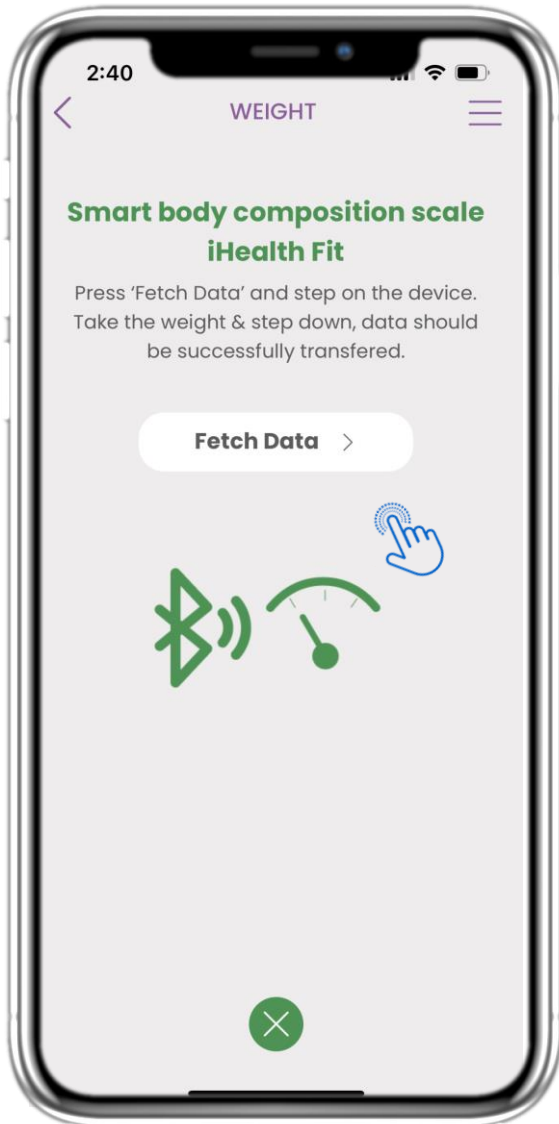 2:40
WEIGHT
Smart body composition scale
iHealth Fit
Press ‘Fetch Data’ and step on the device.
Take the weight & step down, data should
be successfully transfered.
Fetch Data